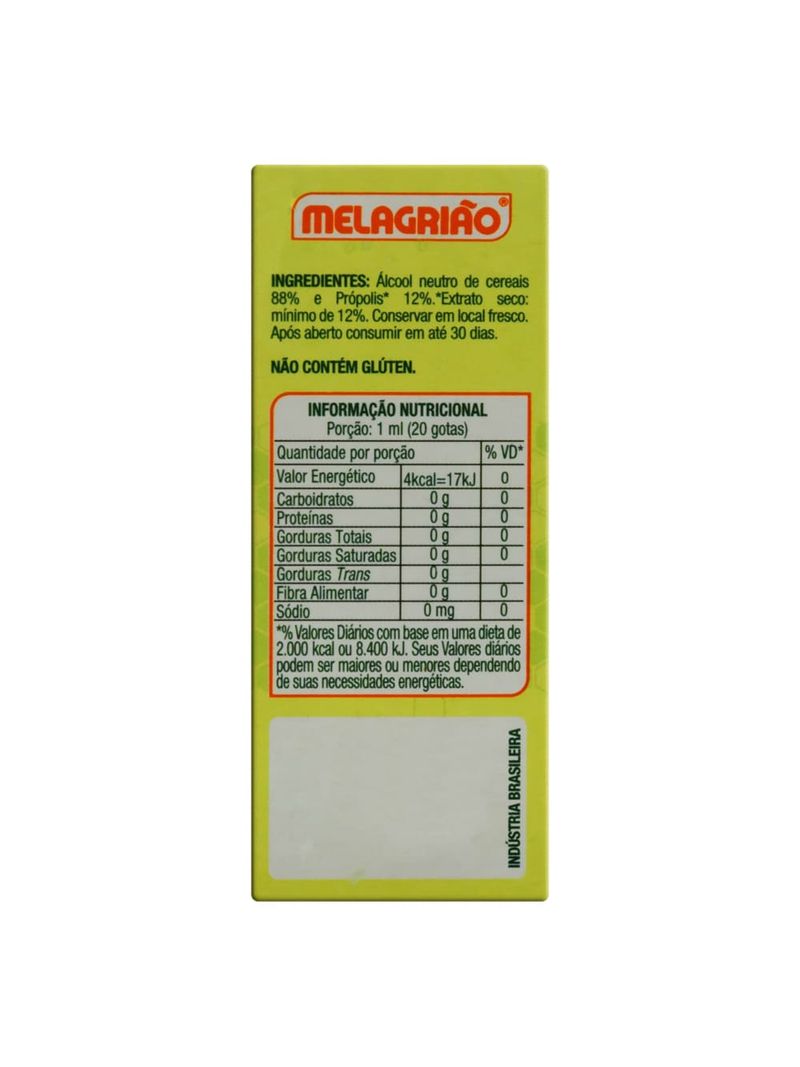 MELAGRIÃO®
INGREDIENTES: Álcool neutro de cereais
88% e Própolis* 12%.*Extrato seco:
mínimo de 12%. Conservar em local fresco.
Após aberto consumir em até 30 dias.
NÃO CONTÉM GLÚTEN.
INFORMAÇÃO NUTRICIONAL
Porção: 1 ml (20 gotas)
Quantidade por porção % VD*
Valor Energético 4kcal=17kJ 0
Carboidratos 0 g 0
Proteínas 0 g 0
Gorduras Totais 0 g 0
Gorduras Saturadas 0 g 0
Gorduras Trans 0 g
Fibra Alimentar 0 g 0
Sódio 0 mg 0
*% Valores Diários com base em uma dieta de
2.000 kcal ou 8.400 kJ. Seus Valores diários
podem ser maiores ou menores dependendo
de suas necessidades energéticas.
INDÚSTRIA BRASILEIRA